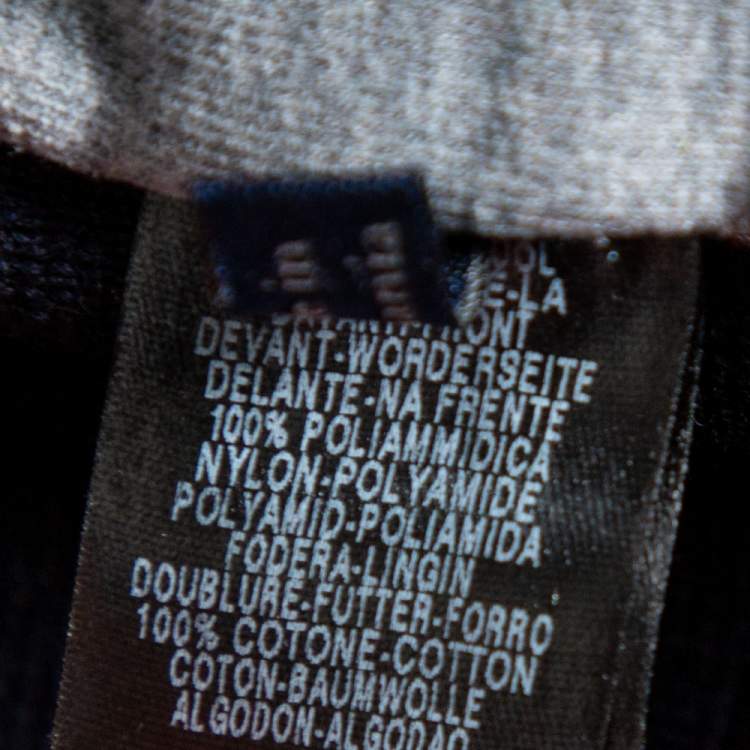 E-LA
DEVANT-WORDERSEITE
DELANTE-NA FRENTE
100% POLIAMMIDICA
NYLON-POLYAMIDE
POLYAMID-POLIAMIDA
FODERA-LINGIN
DOUBLURE-FUTTER-FORRO
100% COTONE-COTTON
COTON-BAUMWOLLE
ALGODON-ALGODAO